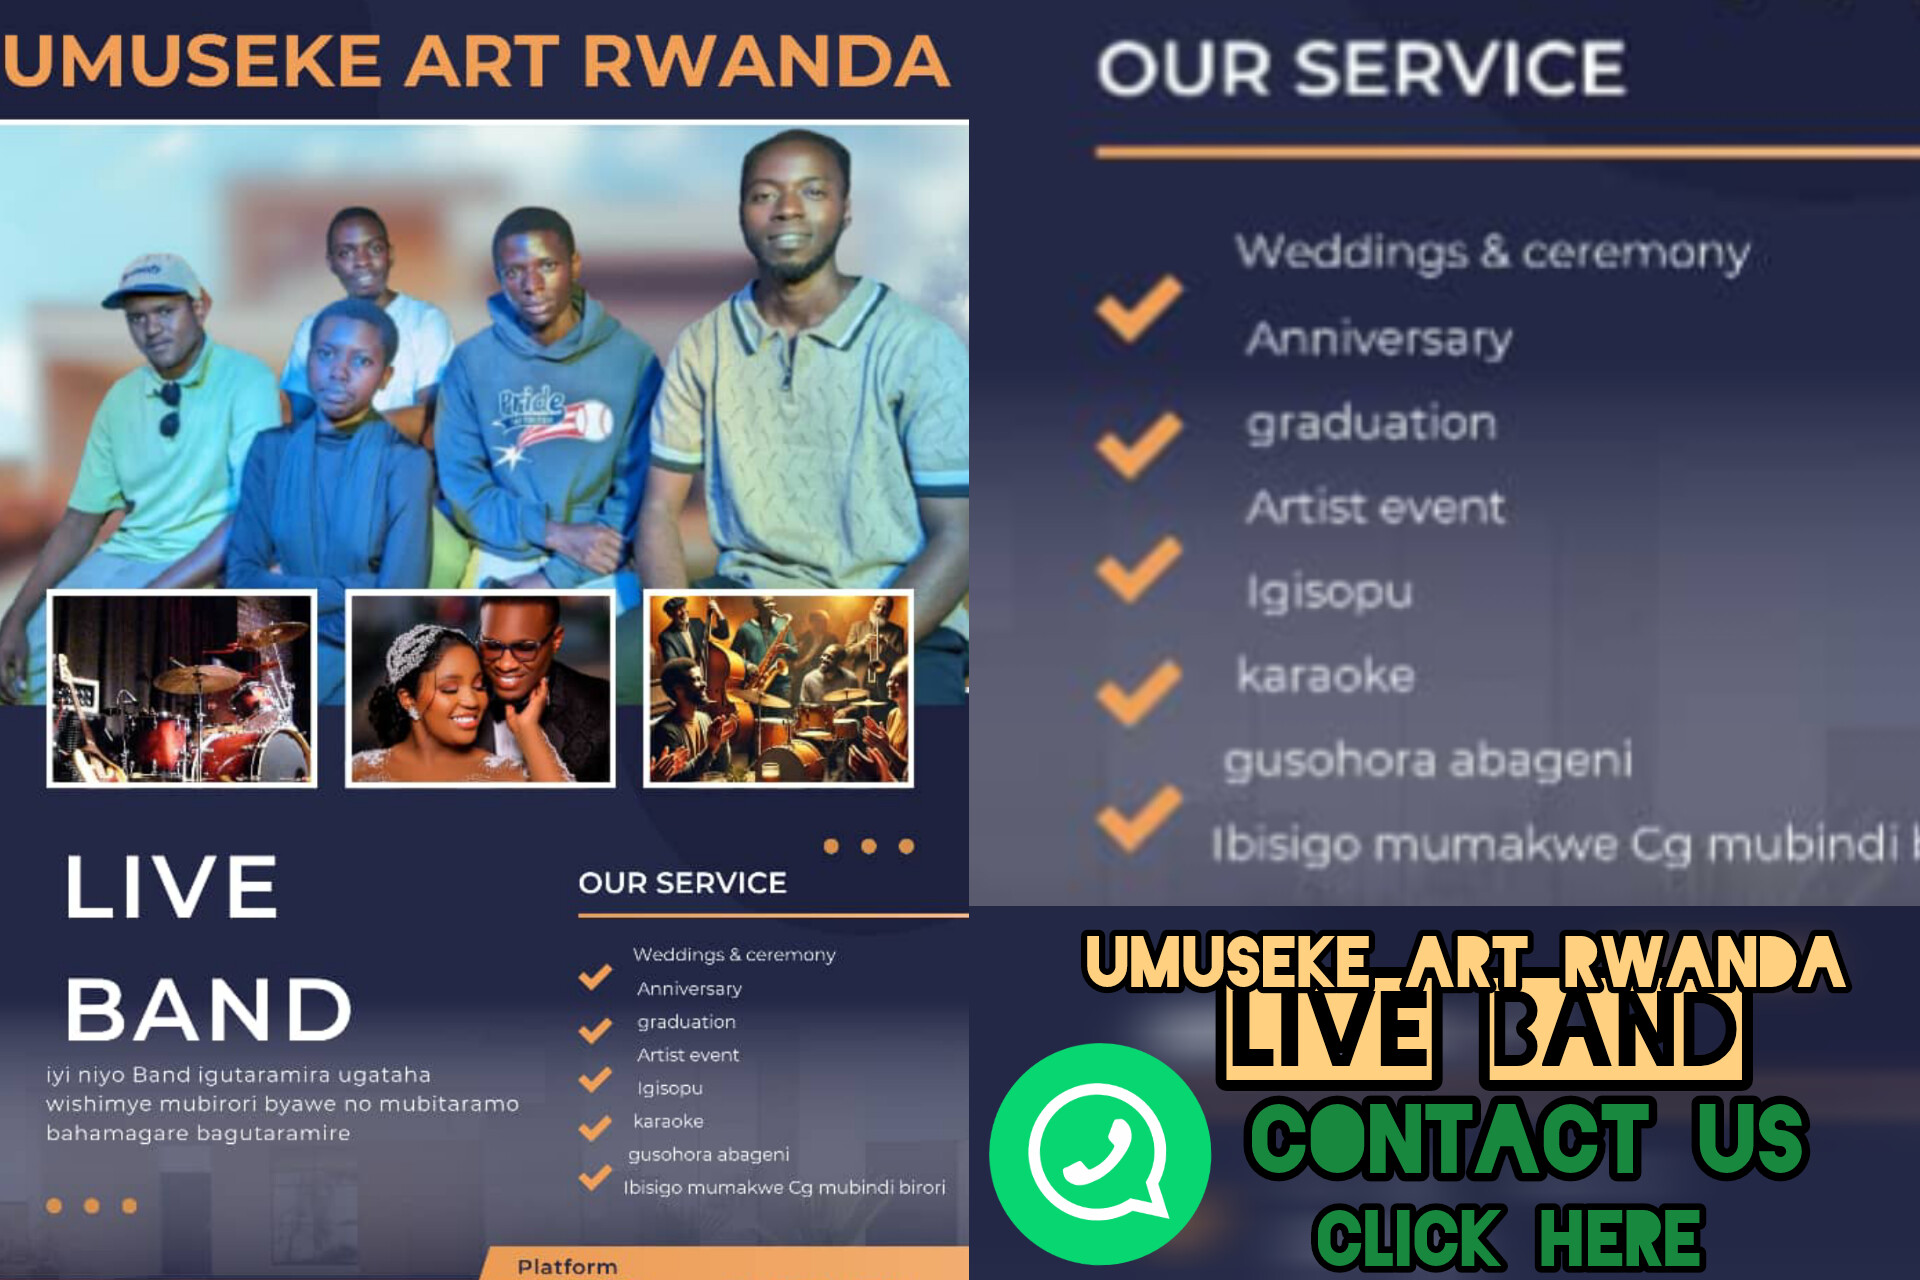 UMUSEKE ART RWANDA
Pride
LIVE
BAND
iyi niyo Band igutaramira ugataha
wishimye mubirori byawe no mubitaramo
bahamagare bagutaramire
OUR SERVICE
Weddings & ceremony
Anniversary
graduation
Artist event
Igisopu
karaoke
gusohora abageni
Ibisigo mumakwe Cg mubindi birori
Platform
OUR SERVICE
Weddings & ceremony
Anniversary
graduation
Artist event
Igisopu
karaoke
gusohora abageni
Ibisigo mumakwe Cg mubindi
UMUSEKE ART RWANDA
LIVE BAND
CONTACT US
CLICK HERE